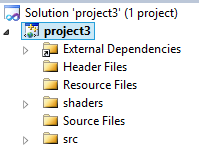 Solution 'project3' (1 project)
project3
External Dependencies
Header Files
Resource Files
shaders
Source Files
src